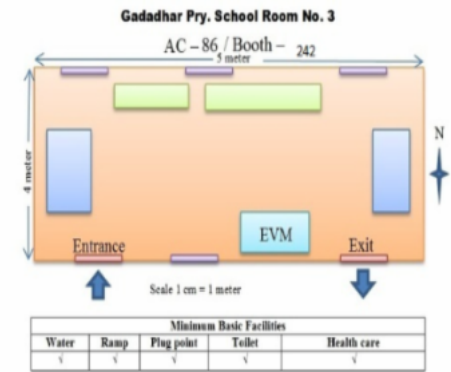 Gadadhar Pry. School Room No. 3
AC – 86 / Booth – 242
5 meter
4 meter
N
EVM
Entrance
Exit
Scale 1 cm = 1 meter
Minimum Basic Facilities
Water Ramp Plug point Toilet Health care
√ √ √ √ √